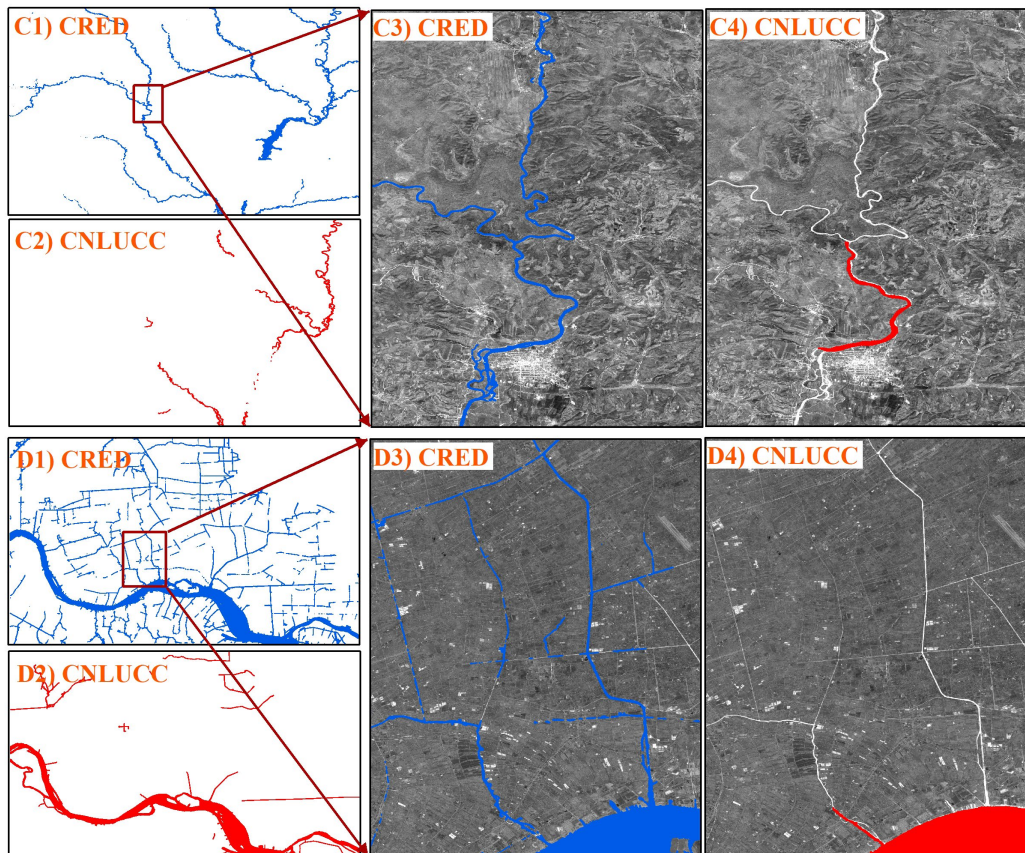 C1) CRED
C3) CRED
C4) CNLUCC
C2) CNLUCC
D1) CRED
D3) CRED
D4) CNLUCC
D2) CNLUCC